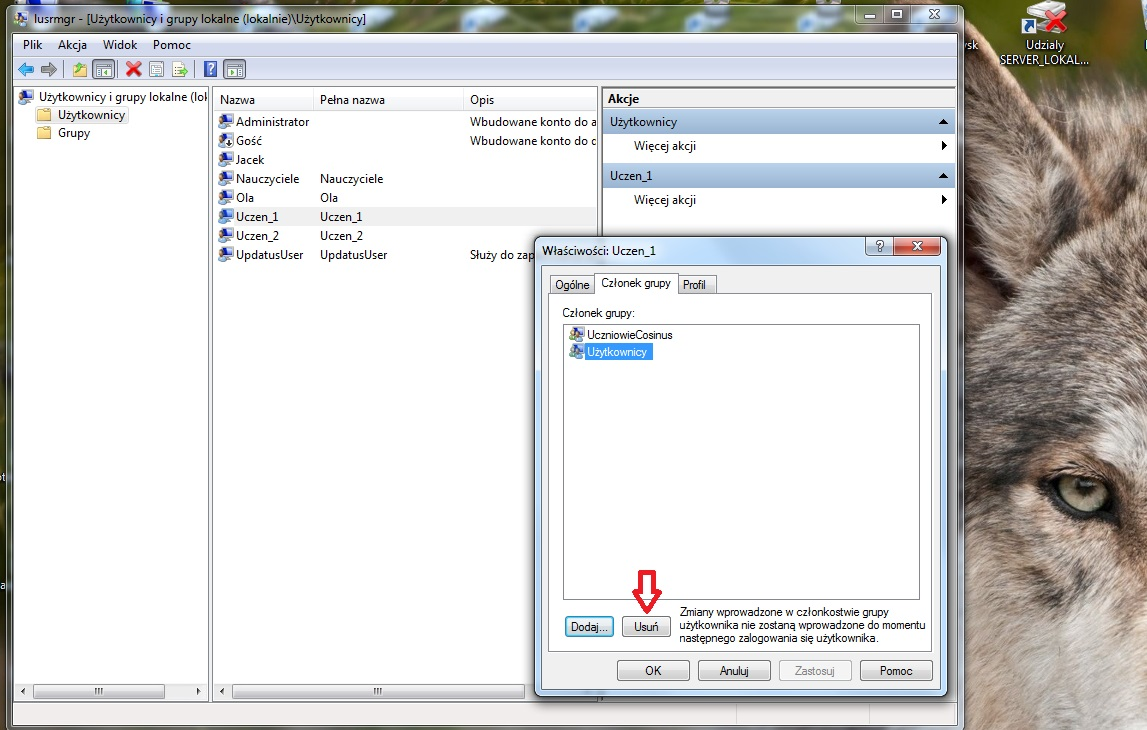 lusrmgr - [Użytkownicy i grupy lokalne (lokalnie)\Użytkownicy]
Plik Akcja Widok Pomoc
Użytkownicy i grupy lokalne (lok
Użytkownicy
Grupy
Nazwa Pełna nazwa Opis
Administrator Wbudowane konto do a
Gość Wbudowane konto do d
Jacek
Nauczyciele Nauczyciele
Ola Ola
Uczen_1 Uczen_1
Uczen_2 Uczen_2
UpdatusUser UpdatusUser Służy do zap
Akcje
Użytkownicy
Więcej akcji
Uczen_1
Więcej akcji
Właściwości: Uczen_1
Ogólne Członek grupy Profil
Członek grupy:
UczniowieCosinus
Użytkownicy
Dodaj... Usuń
Zmiany wprowadzone w członkostwie grupy
użytkownika nie zostaną wprowadzone do momentu
następnego zalogowania się użytkownika.
OK Anuluj Zastosuj Pomoc
ysk
Udzialy
SERVER_LOKAL...